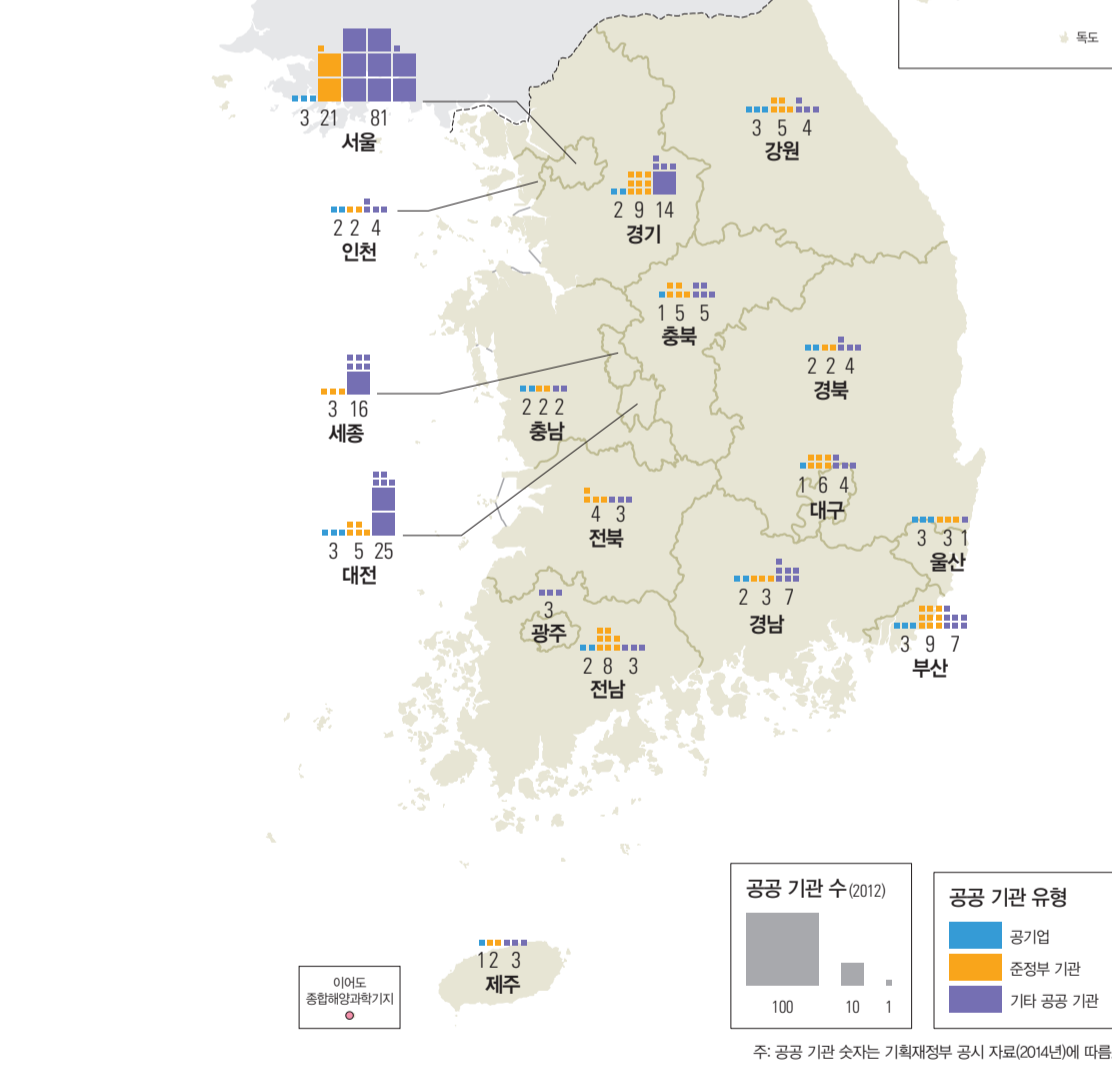 독도
3 21 81
서울
3 5 4
강원
2 9 14
경기
2 2 4
인천
1 5 5
충북
2 2 4
경북
3 16
세종
2 2 2
충남
1 6 4
대구
4 3
전북
3 3 1
울산
3 5 25
대전
2 3 7
경남
3
광주
3 9 7
부산
2 8 3
전남
1 2 3
제주
이어도
종합해양과학기지
공공 기관 수(2012)
100 10 1
공공 기관 유형
공기업
준정부 기관
기타 공공 기관
주: 공공 기관 숫자는 기획재정부 공시 자료(2014년)에 따름